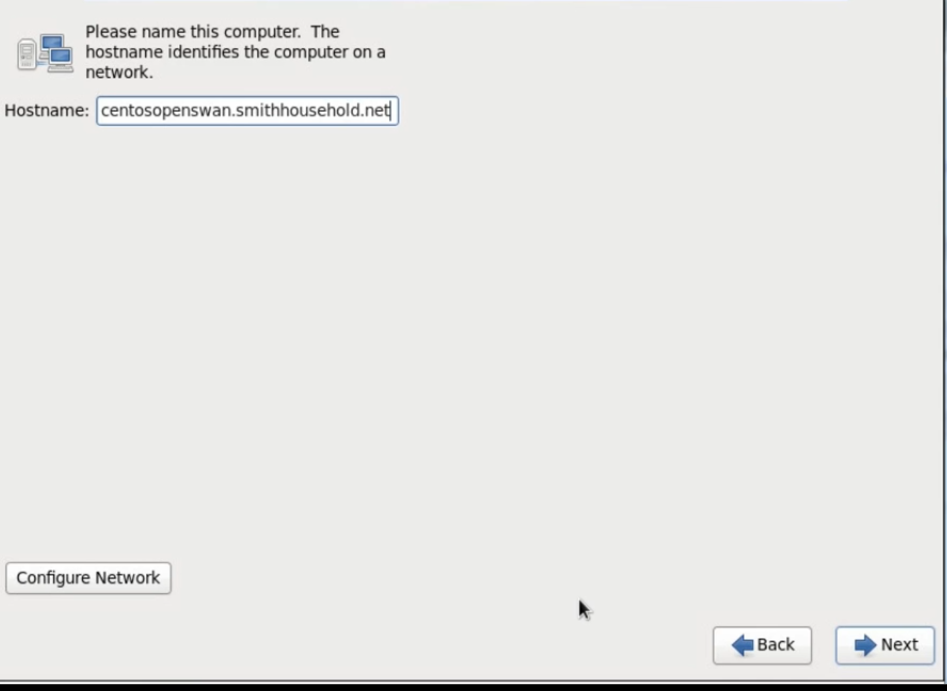 Please name this computer.  The
hostname identifies the computer on a
network.
Hostname: centosopenswan.smithhousehold.net
Configure Network
Back Next